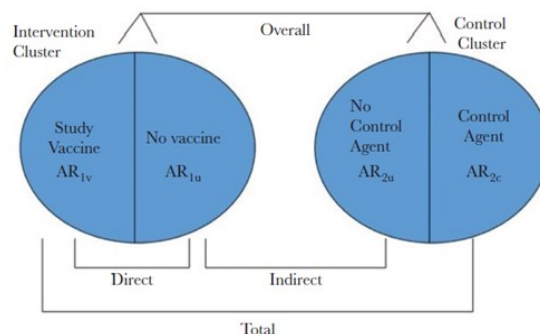 Intervention
Cluster
Overall
Control
Cluster
Study
Vaccine
AR1v
No vaccine
AR1u
No
Control
Agent
AR2u
Control
Agent
AR2c
Direct
Indirect
Total